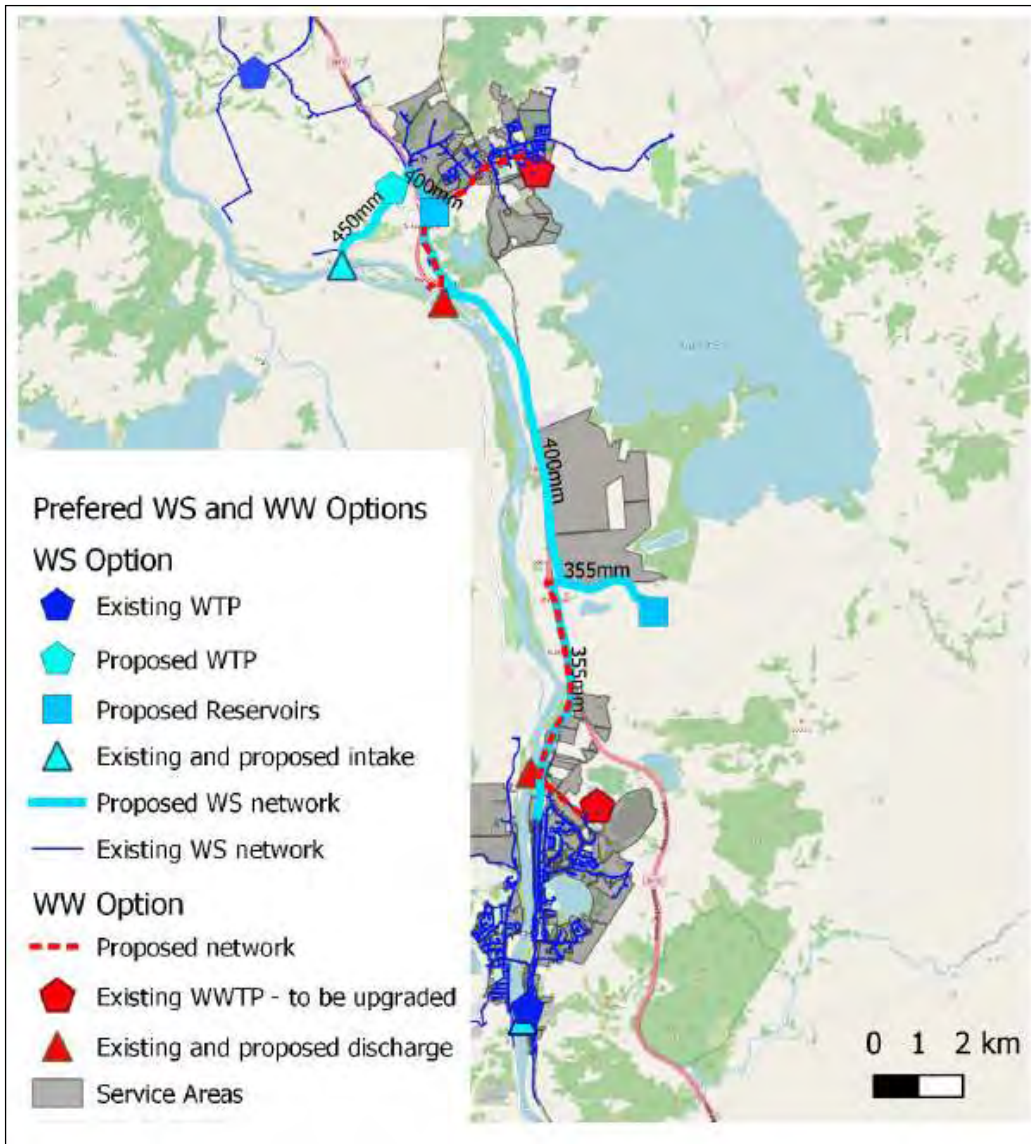 400mm
450mm
400mm
355mm
355mm
Prefered WS and WW Options
WS Option
Existing WTP
Proposed WTP
Proposed Reservoirs
Existing and proposed intake
Proposed WS network
Existing WS network
WW Option
Proposed network
Existing WWTP - to be upgraded
Existing and proposed discharge
Service Areas
0 1 2 km